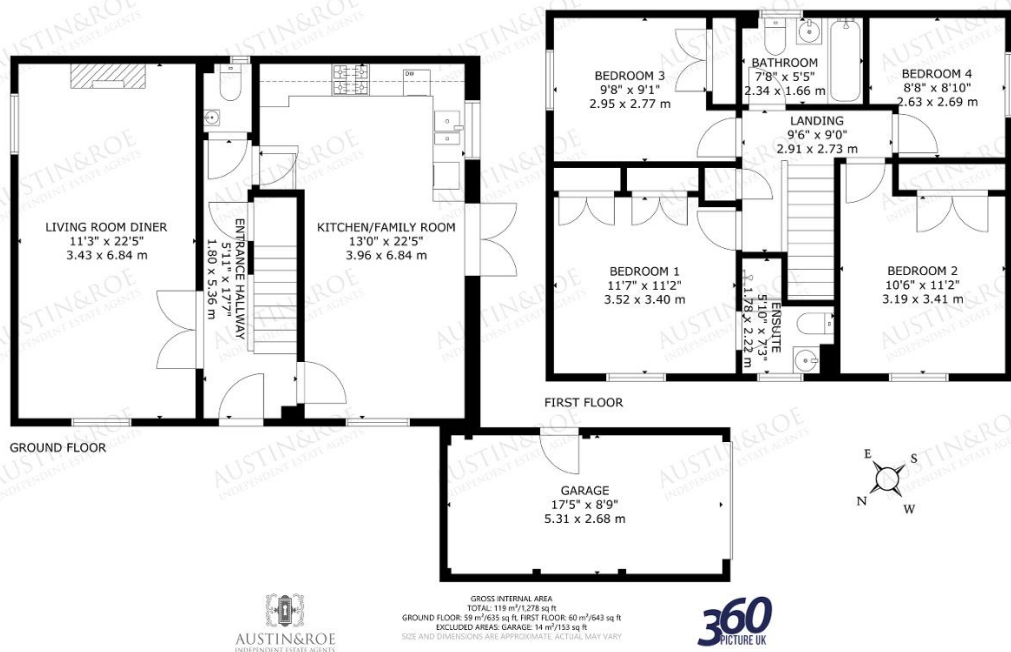 LIVING ROOM DINER
11'3" x 22'5"
3.43 x 6.84 m
ENTRANCE HALLWAY
5'11" x 17'7"
1.80 x 5.36 m
KITCHEN/FAMILY ROOM
13'0" x 22'5"
3.96 x 6.84 m
GROUND FLOOR
BEDROOM 3
9'8" x 9'1"
2.95 x 2.77 m
BATHROOM
7'8" x 5'5"
2.34 x 1.66 m
BEDROOM 4
8'8" x 8'10"
2.63 x 2.69 m
LANDING
9'6" x 9'0"
2.91 x 2.73 m
BEDROOM 1
11'7" x 11'2"
3.52 x 3.40 m
ENSUITE
5'10" x 7'3"
1.78 x 2.22 m
BEDROOM 2
10'6" x 11'2"
3.19 x 3.41 m
FIRST FLOOR
GARAGE
17'5" x 8'9"
5.31 x 2.68 m
E
S
N
W
AUSTIN&ROE
INDEPENDENT ESTATE AGENTS
GROSS INTERNAL AREA
TOTAL: 119 m²/1,278 sq ft
GROUND FLOOR: 59 m²/635 sq ft, FIRST FLOOR: 60 m²/643 sq ft
EXCLUDED AREAS: GARAGE: 14 m²/153 sq ft
SIZE AND DIMENSIONS ARE APPROXIMATE, ACTUAL MAY VARY
360
PICTURE UK
AUSTIN&ROE
INDEPENDENT ESTATE AGENTS